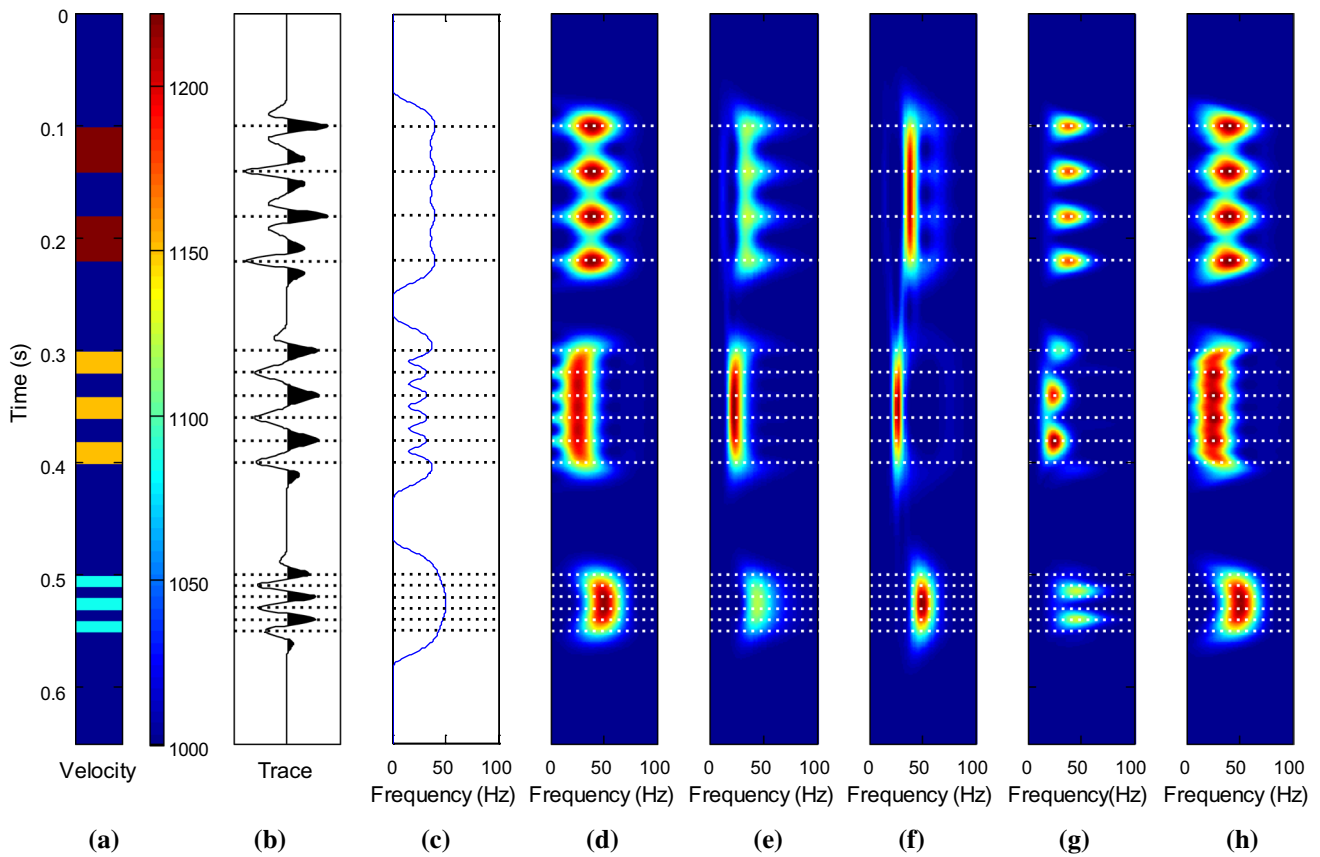 0
0.1
0.2
0.3
0.4
0.5
0.6
Time (s)
1200
1150
1100
1050
1000
Velocity
Trace
0 50 100
0 50 100
0 50 100
0 50 100
0 50 100
0 50 100
Frequency (Hz)
Frequency (Hz)
Frequency (Hz)
Frequency (Hz)
Frequency(Hz)
Frequency (Hz)
(a)
(b)
(c)
(d)
(e)
(f)
(g)
(h)